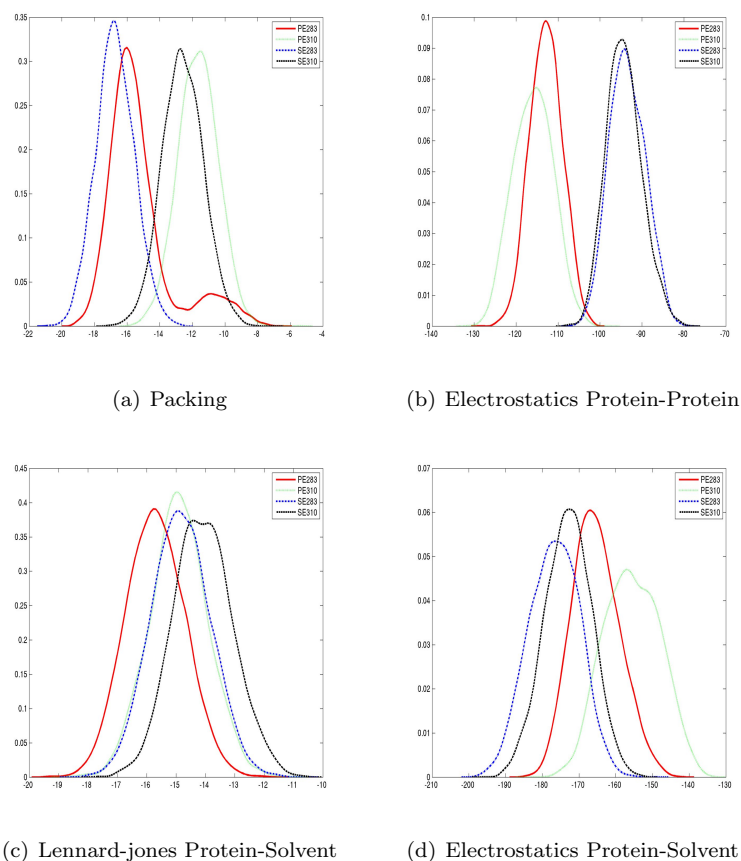 0.35
0.3
0.25
0.2
0.15
0.1
0.05
0
-22 -20 -18 -16 -14 -12 -10 -8 -6 -4
PE283
PE310
SE283
SE310
(a) Packing
0.1
0.09
0.08
0.07
0.06
0.05
0.04
0.03
0.02
0.01
0
-140 -130 -120 -110 -100 -90 -80 -70
PE283
PE310
SE283
SE310
(b) Electrostatics Protein-Protein
0.45
0.4
0.35
0.3
0.25
0.2
0.15
0.1
0.05
0
-20 -19 -18 -17 -16 -15 -14 -13 -12 -11 -10
PE283
PE310
SE283
SE310
(c) Lennard-jones Protein-Solvent
0.07
0.06
0.05
0.04
0.03
0.02
0.01
0
-210 -200 -190 -180 -170 -160 -150 -140 -130
PE283
PE310
SE283
SE310
(d) Electrostatics Protein-Solvent